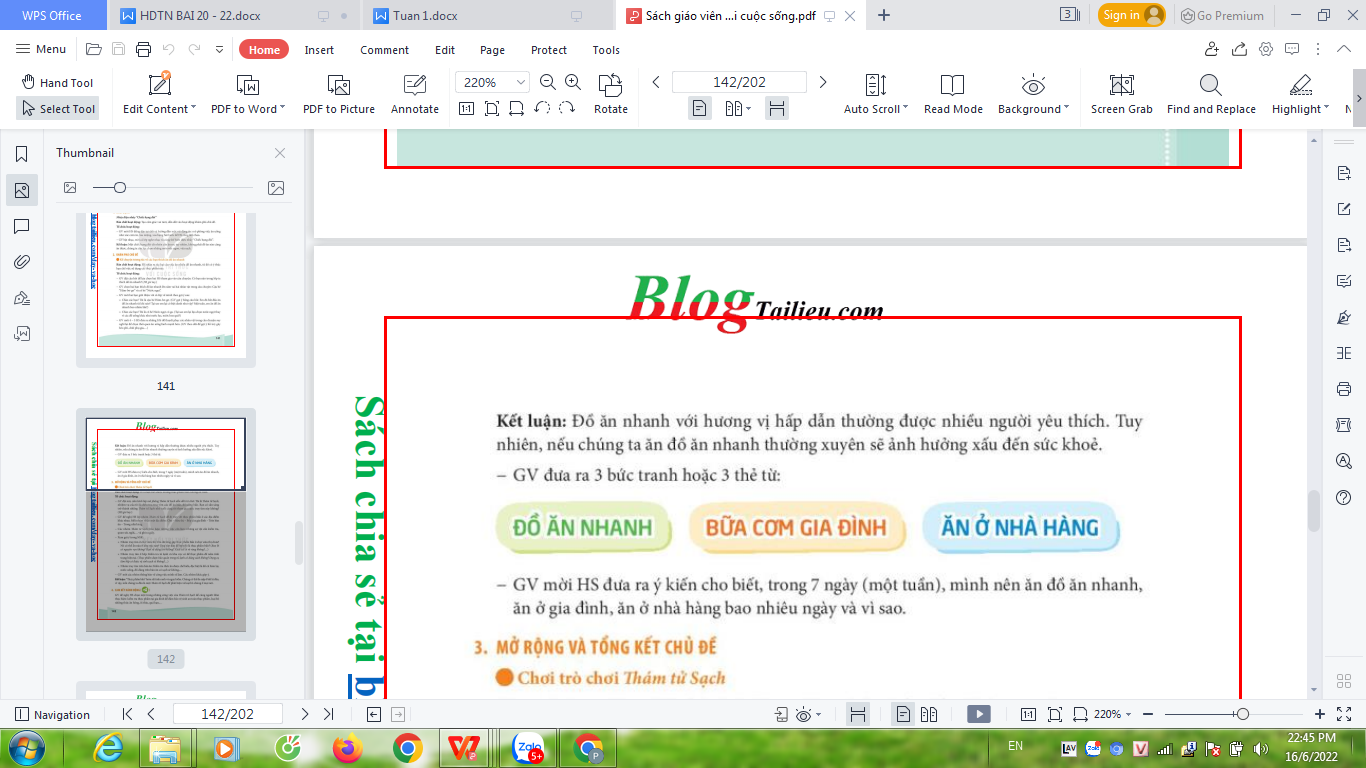 WPS Office
HDTN BAI 20 - 22.docx
Tuan 1.docx
Sách giáo viên ...i cuộc sống.pdf
3
Sign in
Go Premium
Menu
Home
Insert
Comment
Edit
Page
Protect
Tools
Hand Tool
Select Tool
Edit Content
PDF to Word
PDF to Picture
Annotate
220%
1:1
Rotate
142/202
Auto Scroll
Read Mode
Background
Screen Grab
Find and Replace
Highlight
Thumbnail
141
142
Blog Tailieu.com
Sách chia sẻ tại b
Kết luận: Đồ ăn nhanh với hương vị hấp dẫn thường được nhiều người yêu thích. Tuy
nhiên, nếu chúng ta ăn đồ ăn nhanh thường xuyên sẽ ảnh hưởng xấu đến sức khoẻ.
– GV đưa ra 3 bức tranh hoặc 3 thẻ từ:
ĐỒ ĂN NHANH
BỮA CƠM GIA ĐÌNH
ĂN Ở NHÀ HÀNG
– GV mời HS đưa ra ý kiến cho biết, trong 7 ngày (một tuần), mình nên ăn đồ ăn nhanh,
ăn ở gia đình, ăn ở nhà hàng bao nhiêu ngày và vì sao.
3. MỞ RỘNG VÀ TỔNG KẾT CHỦ ĐỀ
Chơi trò chơi Thám tử Sạch
Navigation
142/202
1:1
220%
Zalo
5+
EN
22:45 PM
16/6/2022